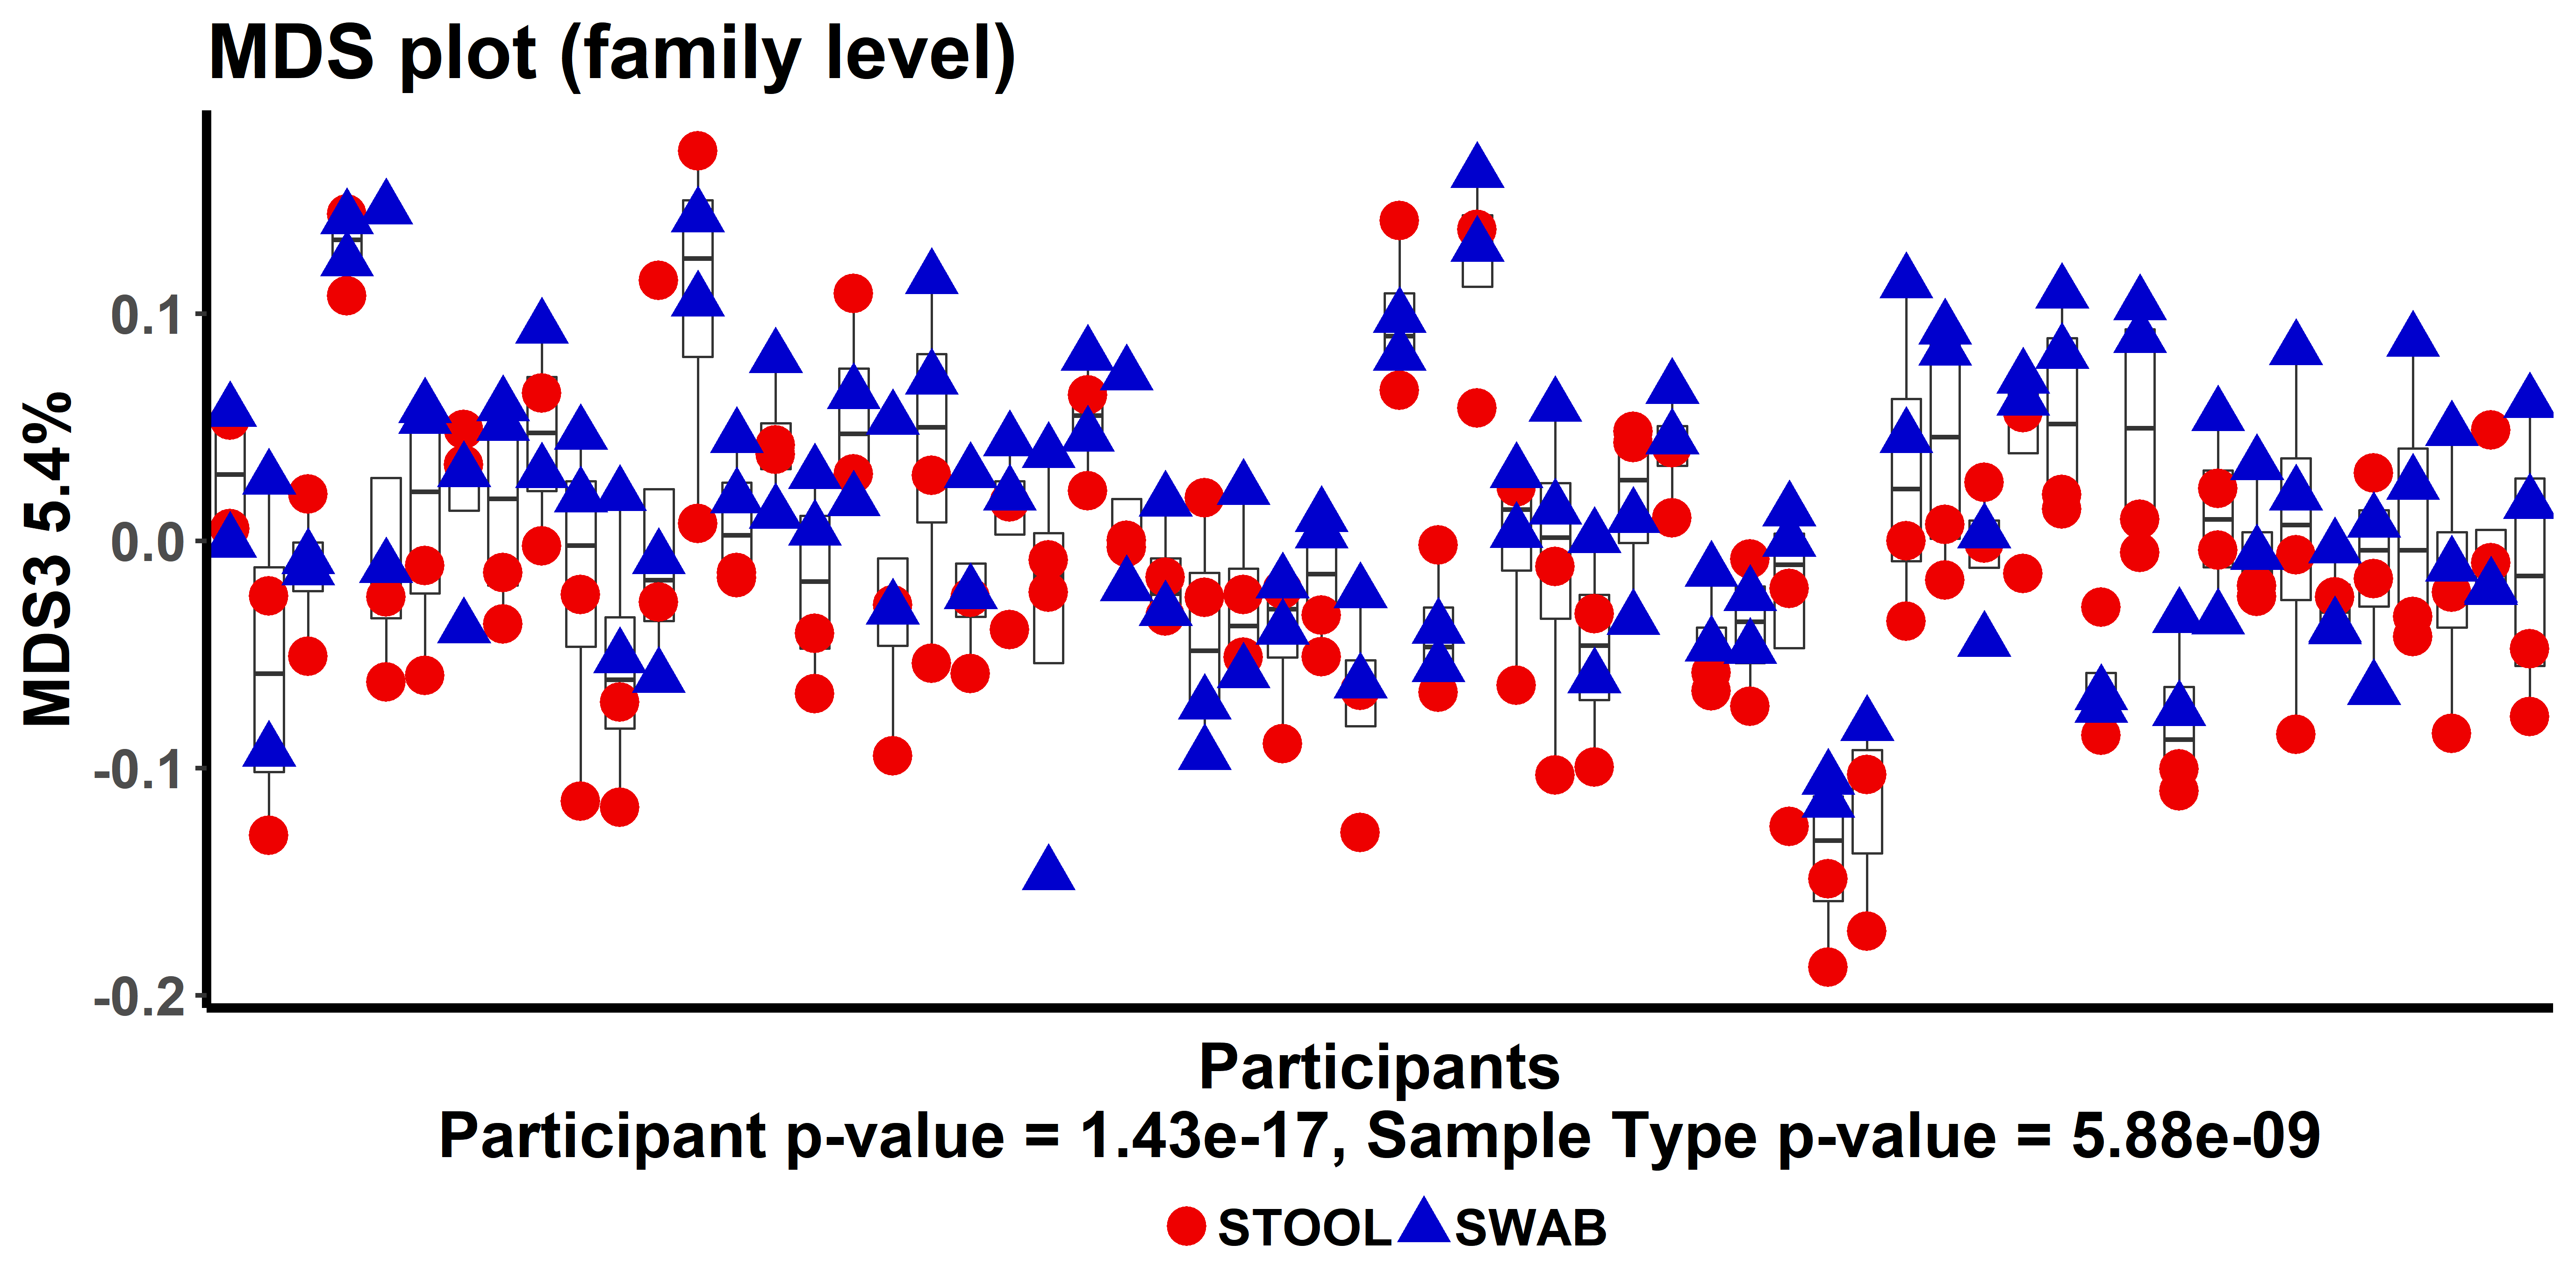 MDS plot (family level)
MDS3 5.4%
0.1
0.0
-0.1
-0.2
Participants
Participant p-value = 1.43e-17, Sample Type p-value = 5.88e-09
STOOL SWAB